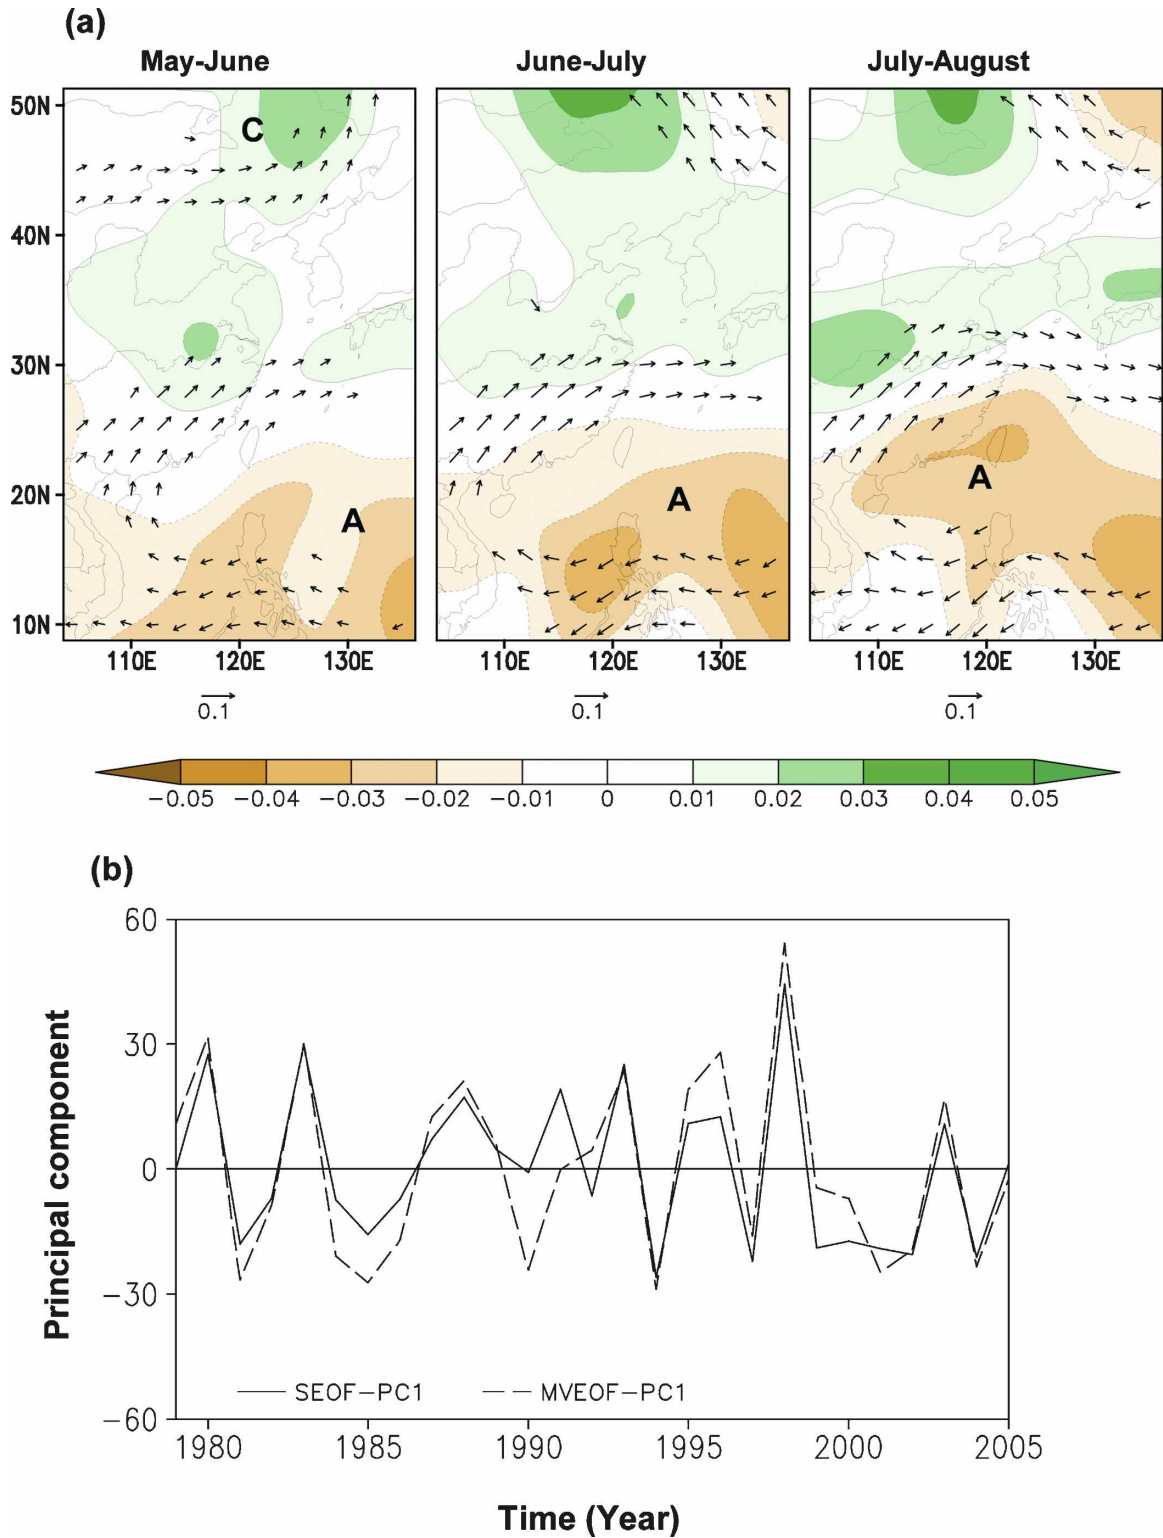 (a)
May-June June-July July-August
50N
C
40N
30N
20N
A A A
10N
110E 120E 130E 110E 120E 130E 110E 120E 130E
0.1 0.1 0.1
−0.05 −0.04 −0.03 −0.02 −0.01 0 0.01 0.02 0.03 0.04 0.05
(b)
60
30
0
−30
−60
Principal component
SEOF−PC1 MVEOF−PC1
1980 1985 1990 1995 2000 2005
Time (Year)